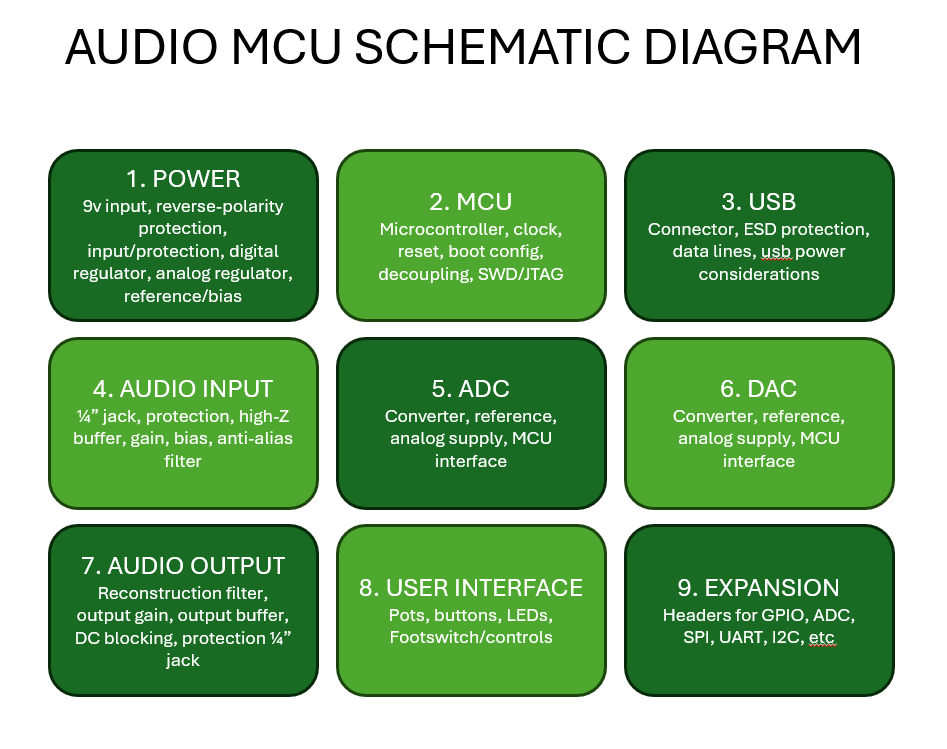 AUDIO MCU SCHEMATIC DIAGRAM
1. POWER
9v input, reverse-polarity
protection,
input/protection, digital
regulator, analog regulator,
reference/bias
2. MCU
Microcontroller, clock,
reset, boot config,
decoupling, SWD/JTAG
3. USB
Connector, ESD protection,
data lines, usb power
considerations
4. AUDIO INPUT
¼” jack, protection, high-Z
buffer, gain, bias, anti-alias
filter
5. ADC
Converter, reference,
analog supply, MCU
interface
6. DAC
Converter, reference,
analog supply, MCU
interface
7. AUDIO OUTPUT
Reconstruction filter,
output gain, output buffer,
DC blocking, protection ¼”
jack
8. USER INTERFACE
Pots, buttons, LEDs,
Footswitch/controls
9. EXPANSION
Headers for GPIO, ADC,
SPI, UART, I2C, etc